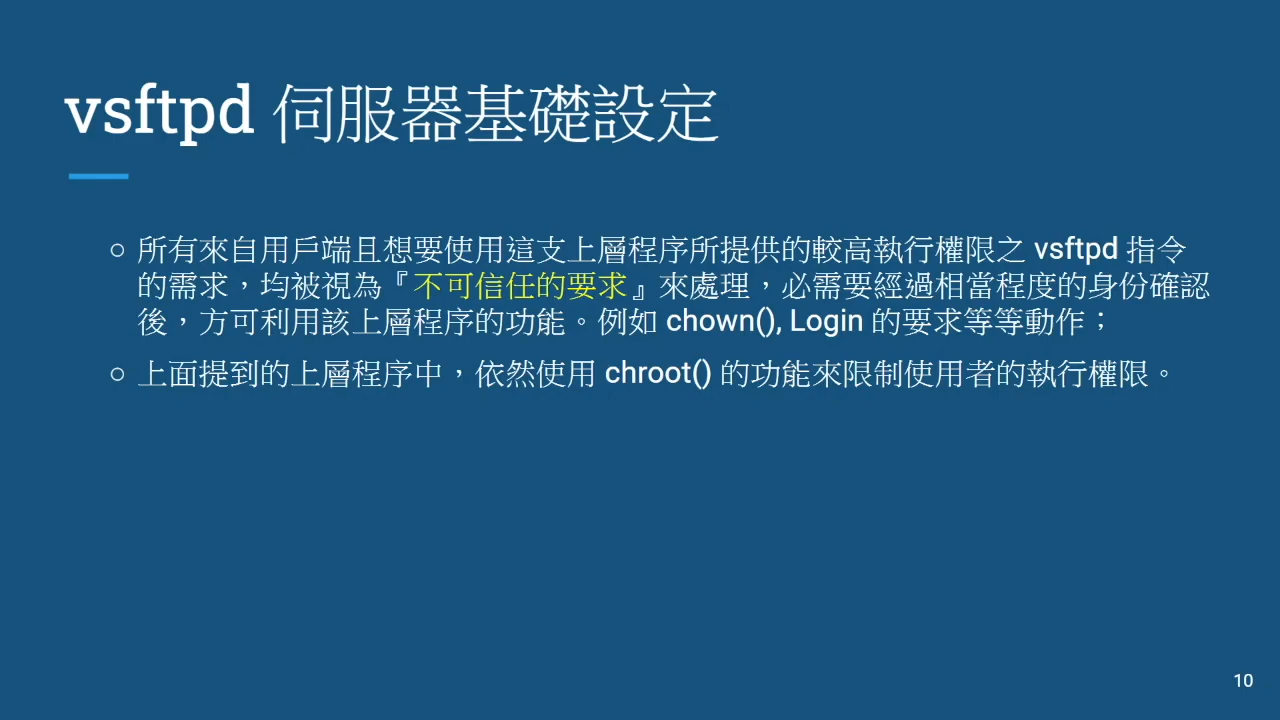 vsftpd 伺服器基礎設定
○ 所有來自用戶端且想要使用這支上層程序所提供的較高執行權限之 vsftpd 指令
的需求，均被視為『不可信任的要求』來處理，必需要經過相當程度的身份確認
後，方可利用該上層程序的功能。例如 chown(), Login 的要求等等動作；
○ 上面提到的上層程序中，依然使用 chroot() 的功能來限制使用者的執行權限。
10